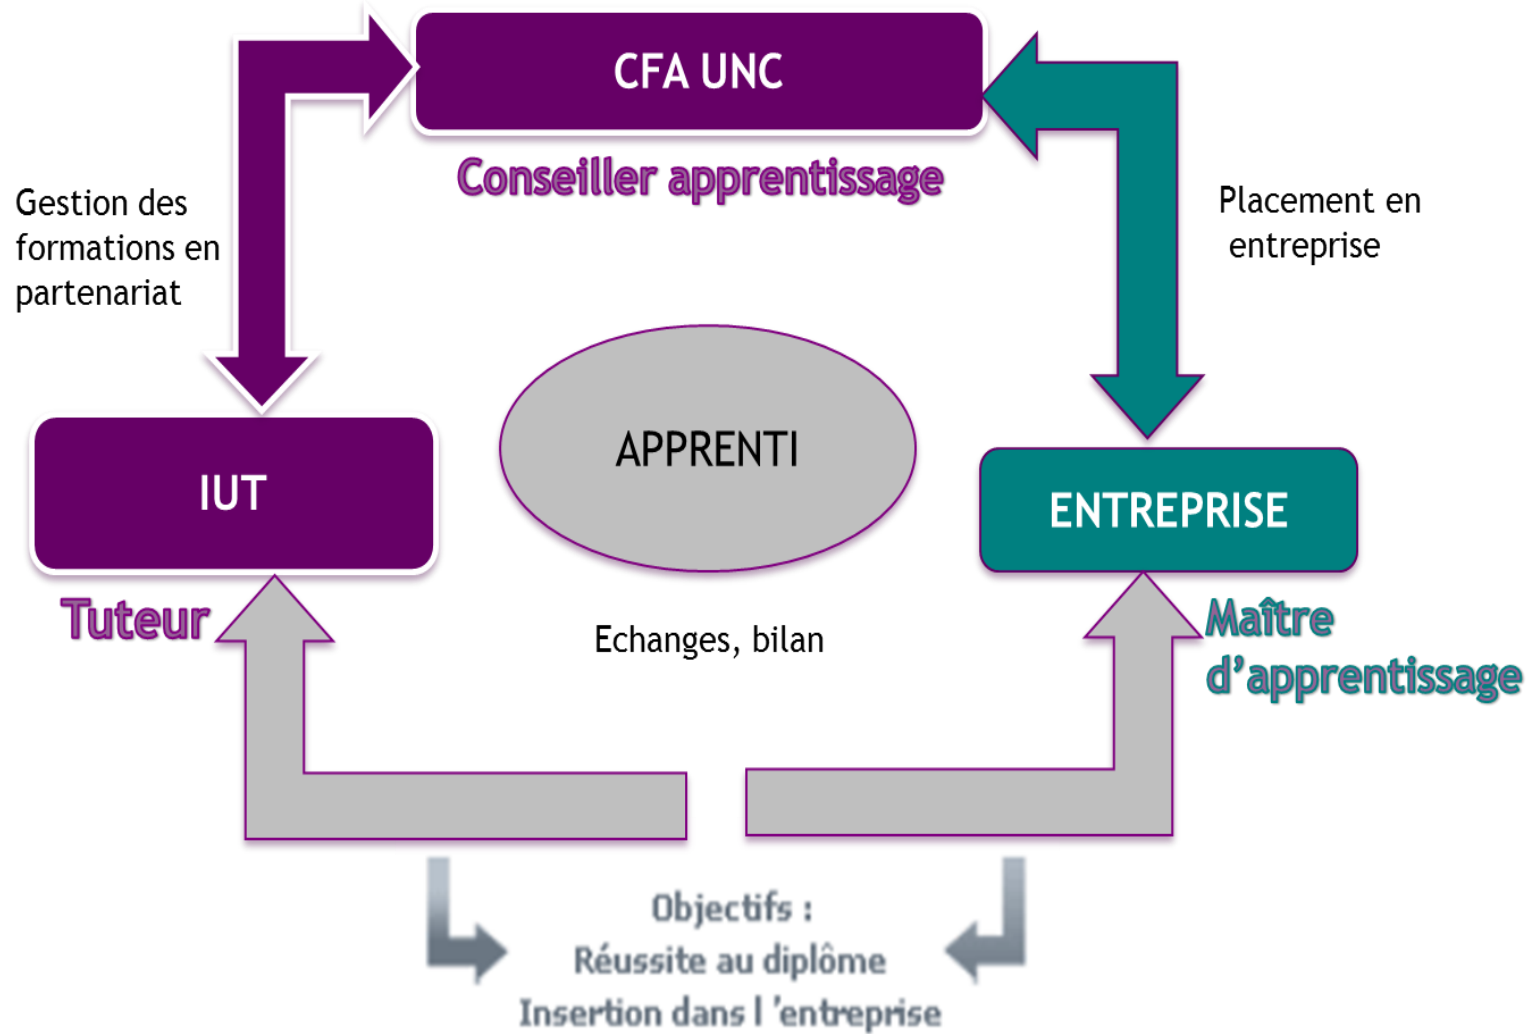 CFA UNC
Conseiller apprentissage
Gestion des
formations en
partenariat
Placement en
entreprise
APPRENTI
IUT
ENTREPRISE
Tuteur
Echanges, bilan
Maître
d’apprentissage
Objectifs :
Réussite au diplôme
Insertion dans l ’entreprise